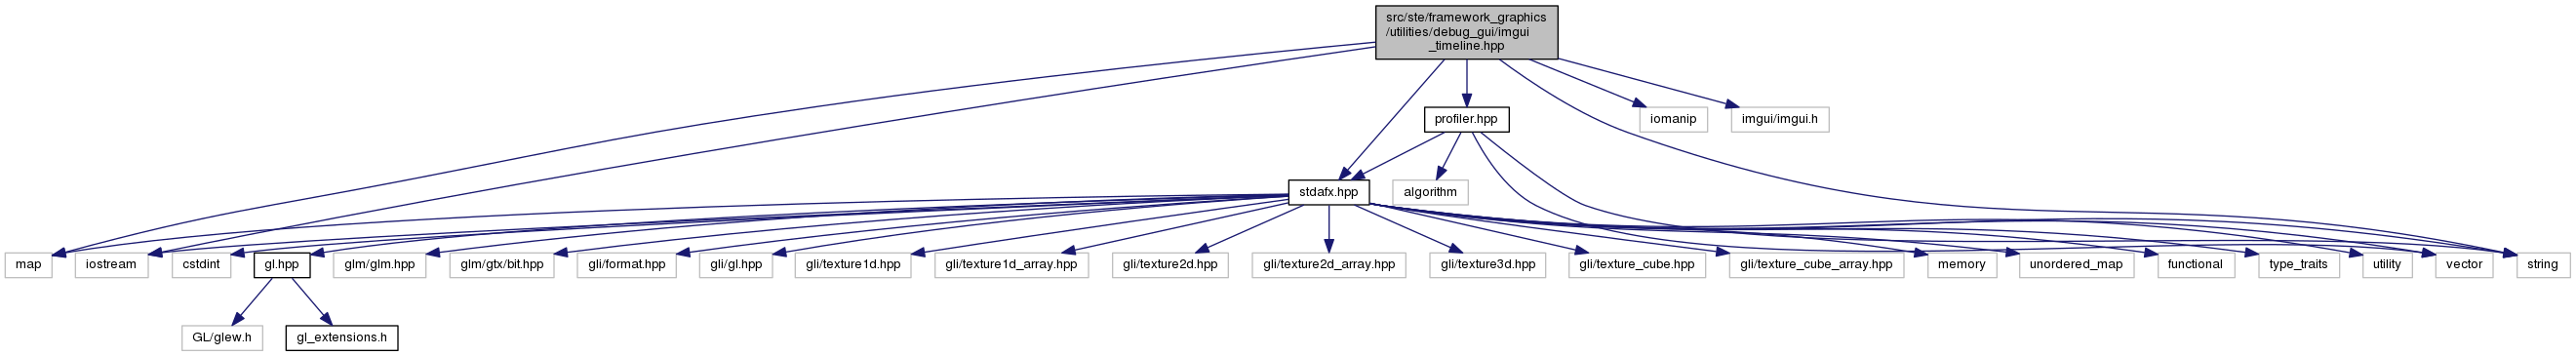 src/ste/framework_graphics
/utilities/debug_gui/imgui
_timeline.hpp
profiler.hpp
iomanip
imgui/imgui.h
stdafx.hpp
algorithm
map
iostream
cstdint
gl.hpp
glm/glm.hpp
glm/gtx/bit.hpp
gli/format.hpp
gli/gl.hpp
gli/texture1d.hpp
gli/texture1d_array.hpp
gli/texture2d.hpp
gli/texture2d_array.hpp
gli/texture3d.hpp
gli/texture_cube.hpp
gli/texture_cube_array.hpp
memory
unordered_map
functional
type_traits
utility
vector
string
GL/glew.h
gl_extensions.h